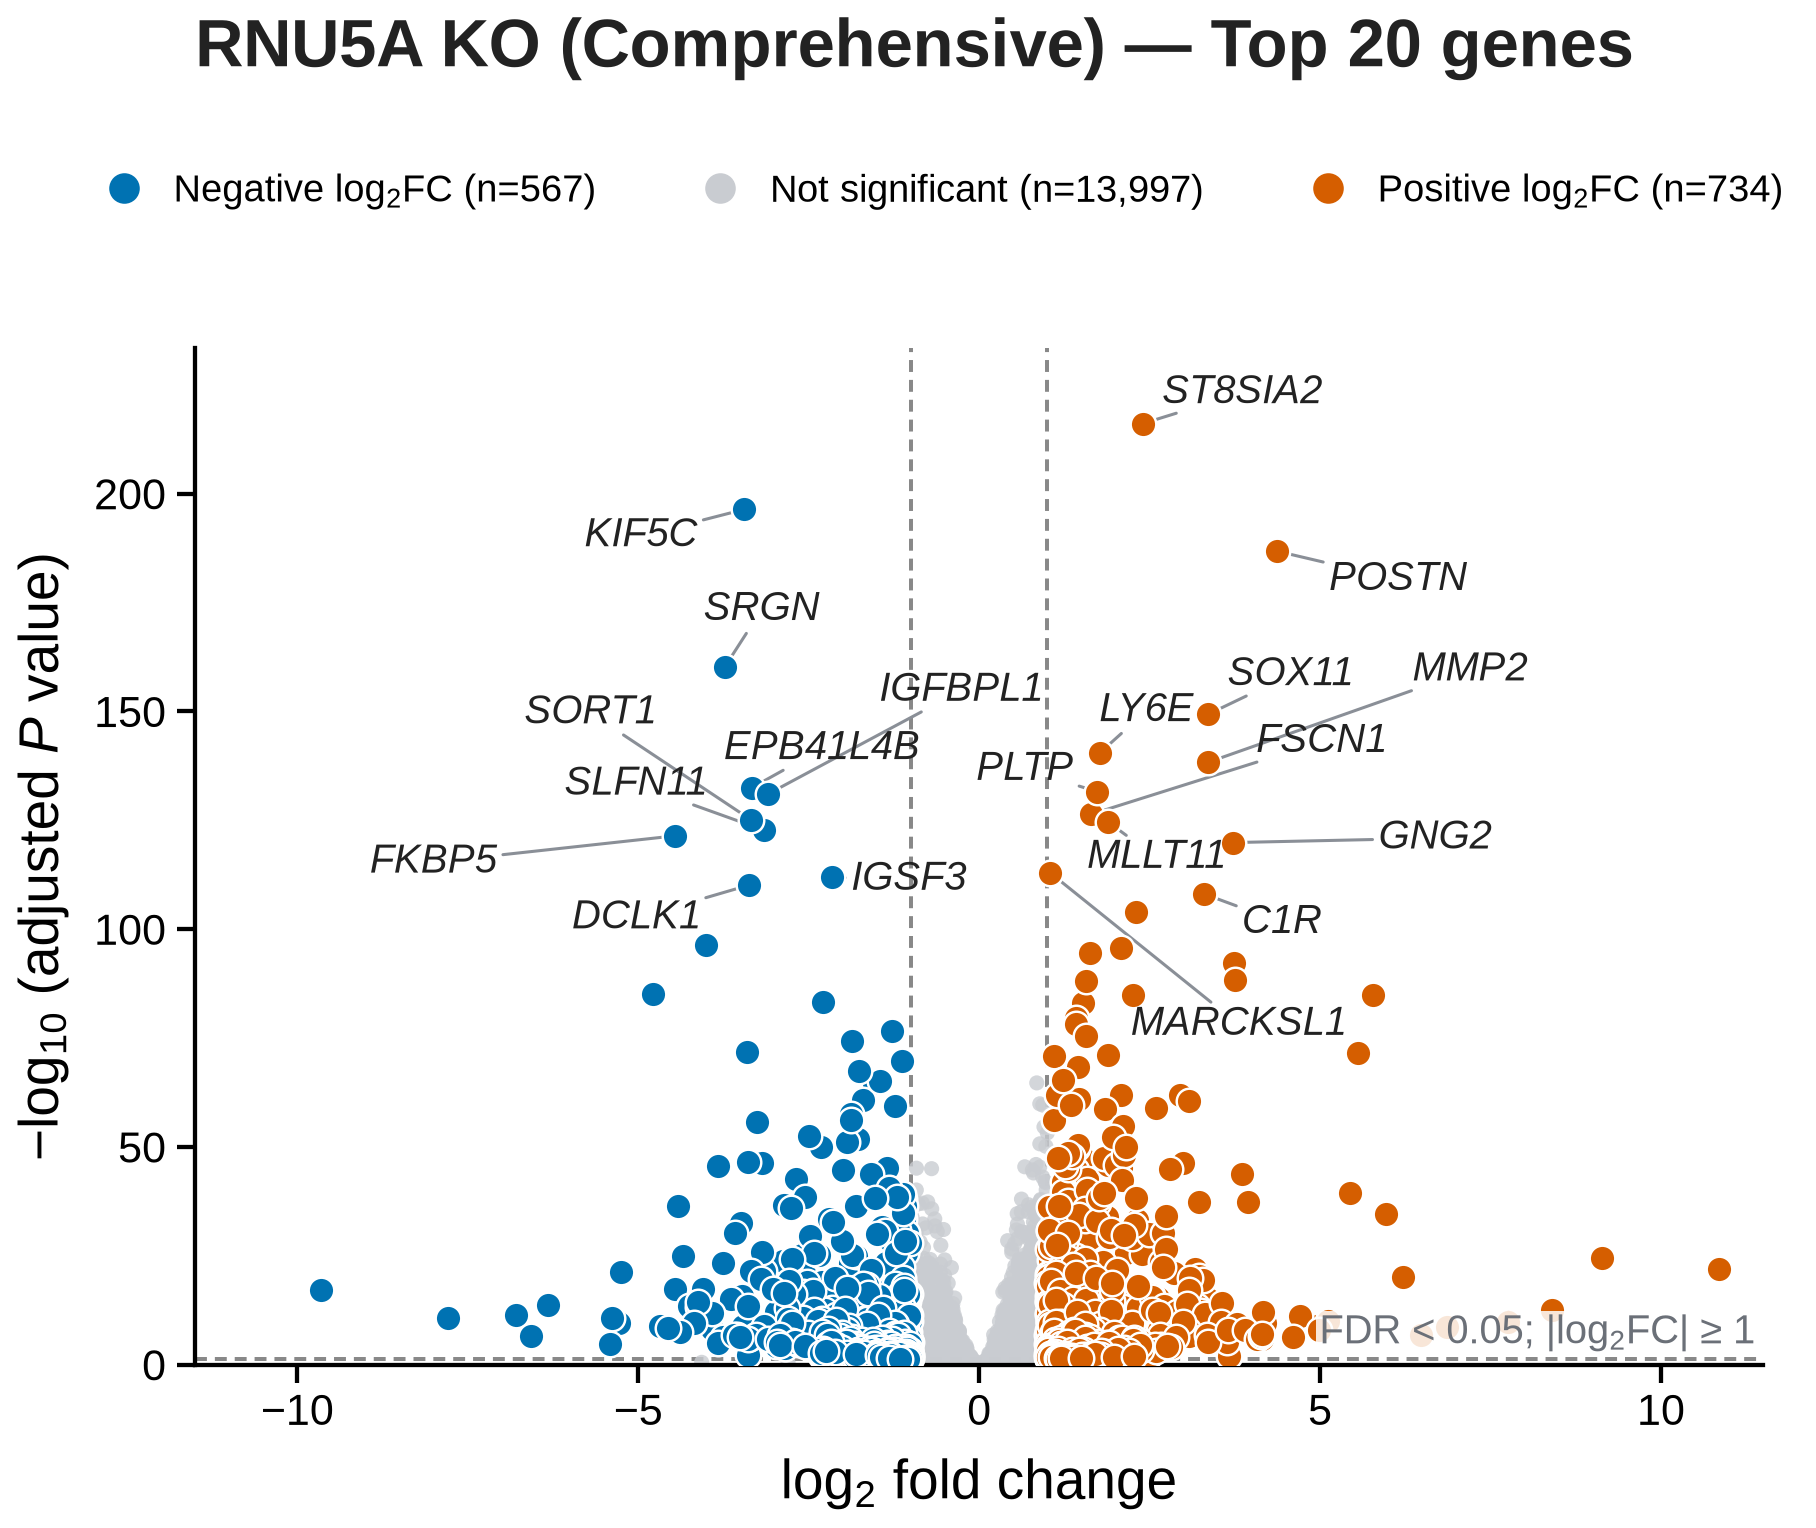 RNU5A KO (Comprehensive) — Top 20 genes
Negative log₂FC (n=567)
Not significant (n=13,997)
Positive log₂FC (n=734)
ST8SIA2
KIF5C
POSTN
SRGN
SOX11
MMP2
IGFBPL1
LY6E
SORT1
FSCN1
EPB41L4B
PLTP
SLFN11
GNG2
MLLT11
FKBP5
IGSF3
DCLK1
C1R
MARCKSL1
FDR < 0.05; |log₂FC| ≥ 1
200
150
100
50
0
−log₁₀ (adjusted P value)
−10
−5
0
5
10
log₂ fold change